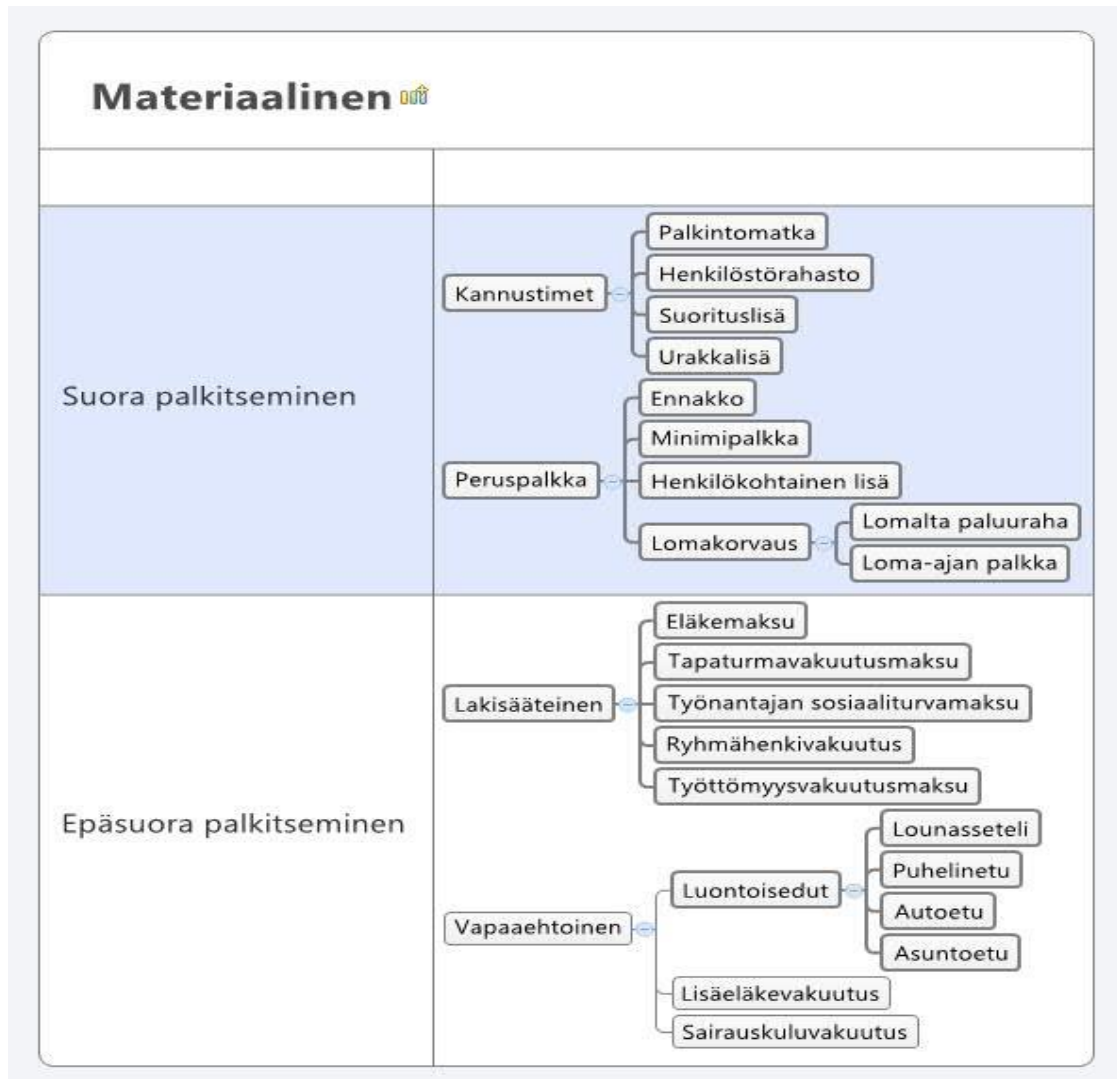 Materiaalinen
Suora palkitseminen
Kannustimet
Palkintomatka
Henkilöstörahasto
Suorituslisä
Urakkalisä
Peruspalkka
Ennakko
Minimipalkka
Henkilökohtainen lisä
Lomakorvaus
Lomalta paluuraha
Loma-ajan palkka
Epäsuora palkitseminen
Lakisääteinen
Eläkemaksu
Tapaturmavakuutusmaksu
Työnantajan sosiaaliturvamaksu
Ryhmähenkivakuutus
Työttömyysvakuutusmaksu
Vapaaehtoinen
Luontoisedut
Lounasseteli
Puhelinetu
Autoetu
Asuntoetu
Lisäeläkevakuutus
Sairauskuluvakuutus